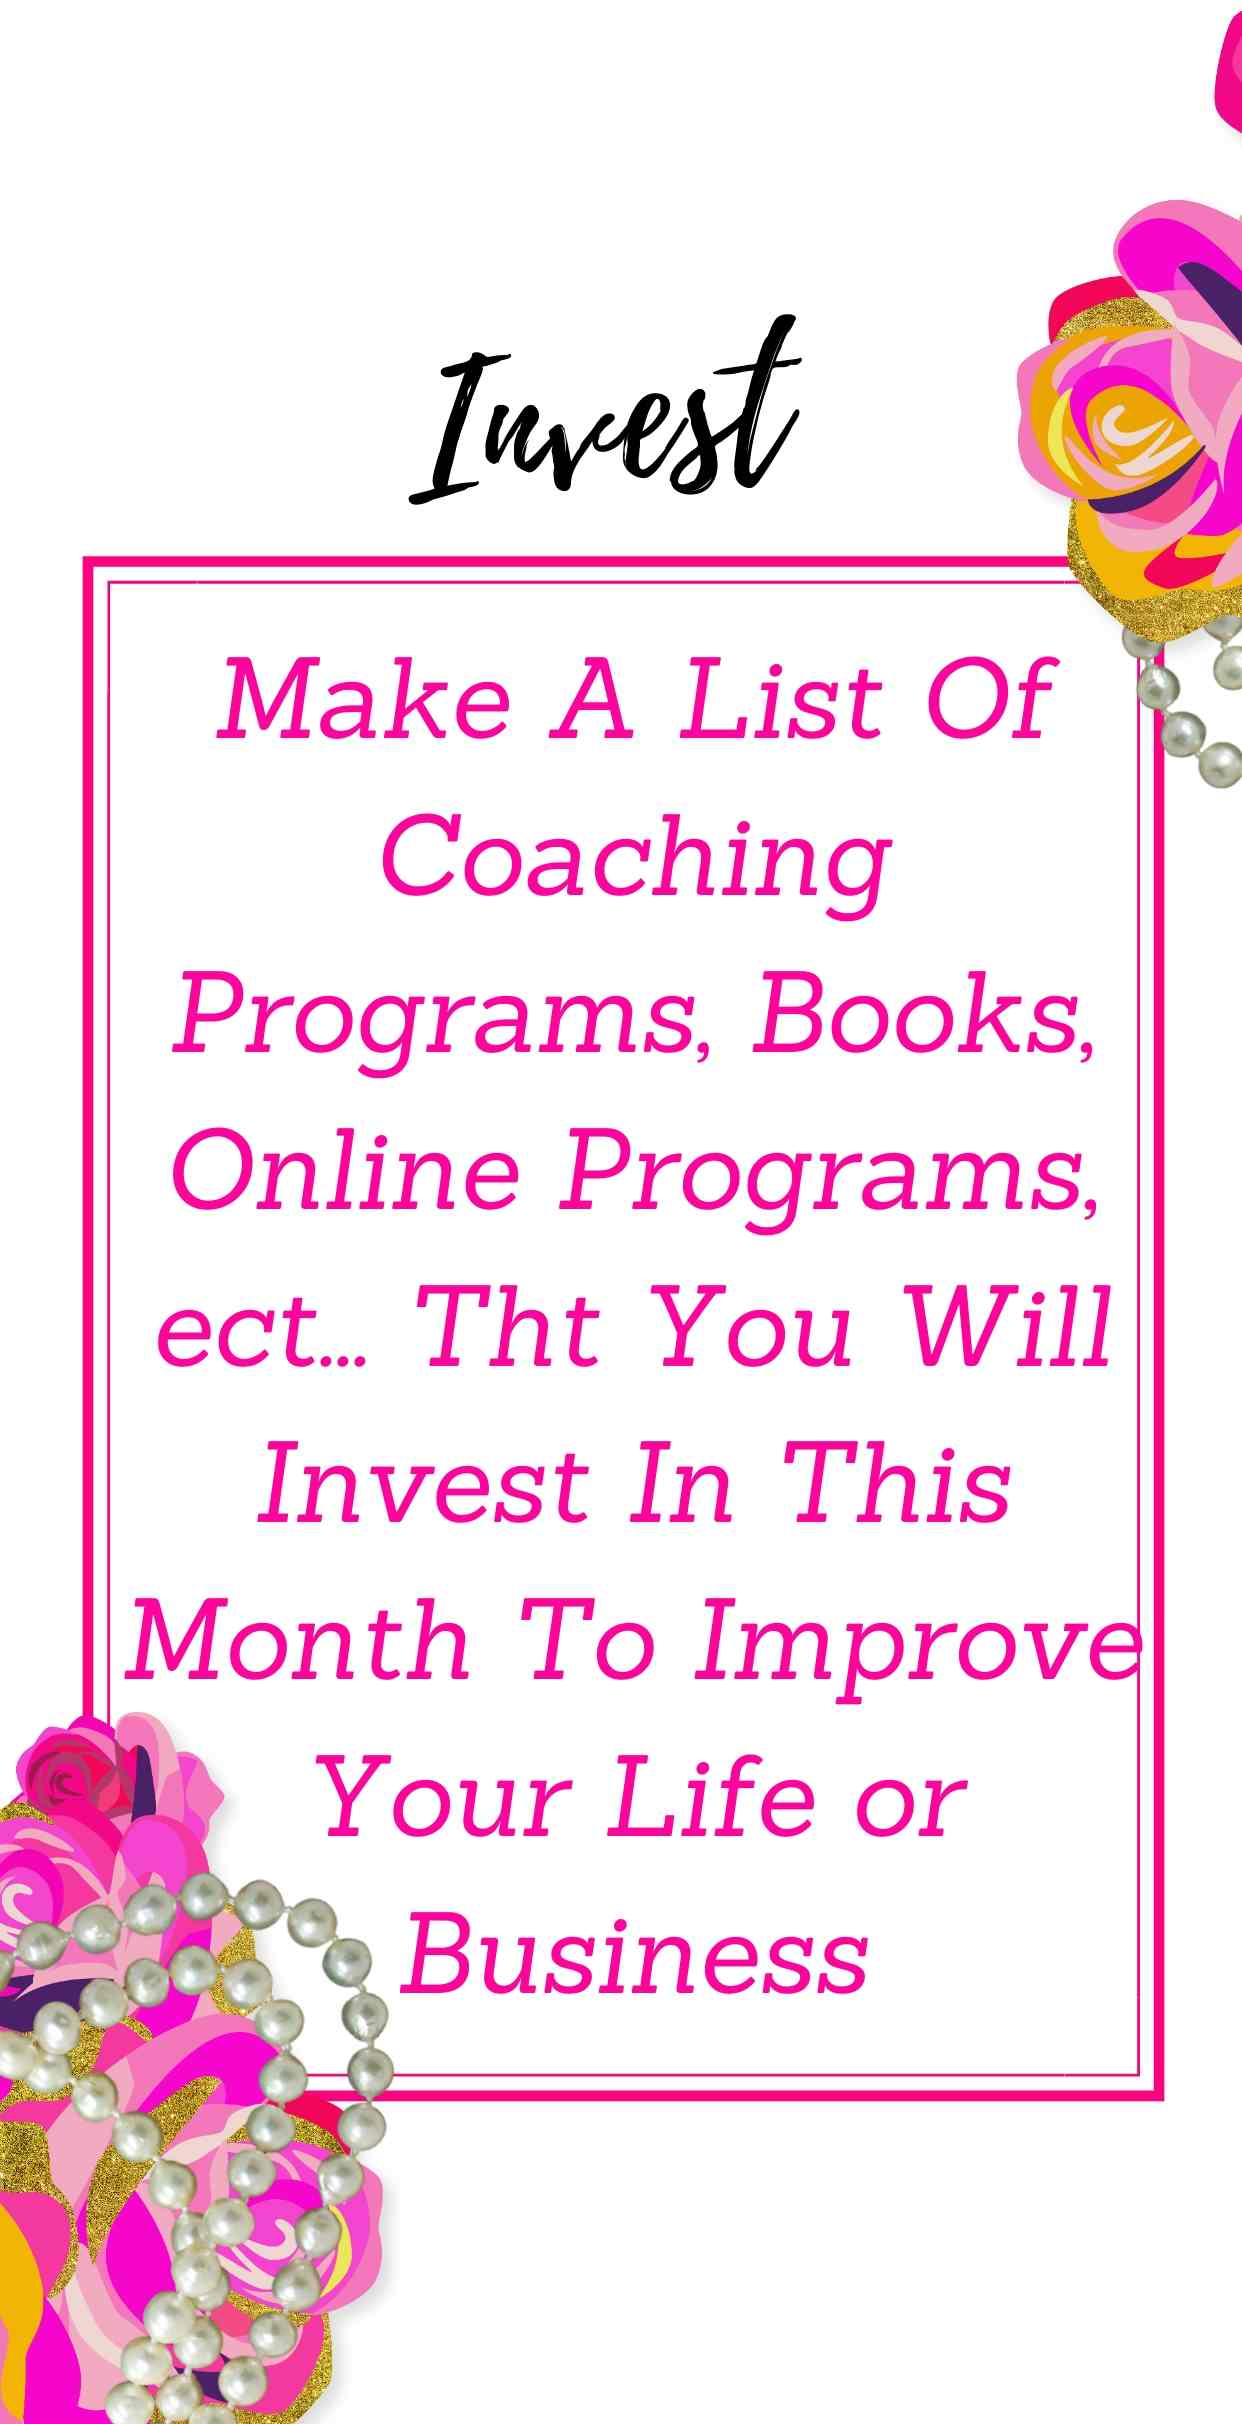 Invest
Make A List Of
Coaching
Programs, Books,
Online Programs,
ect... Tht You Will
Invest In This
Month To Improve
Your Life or
Business